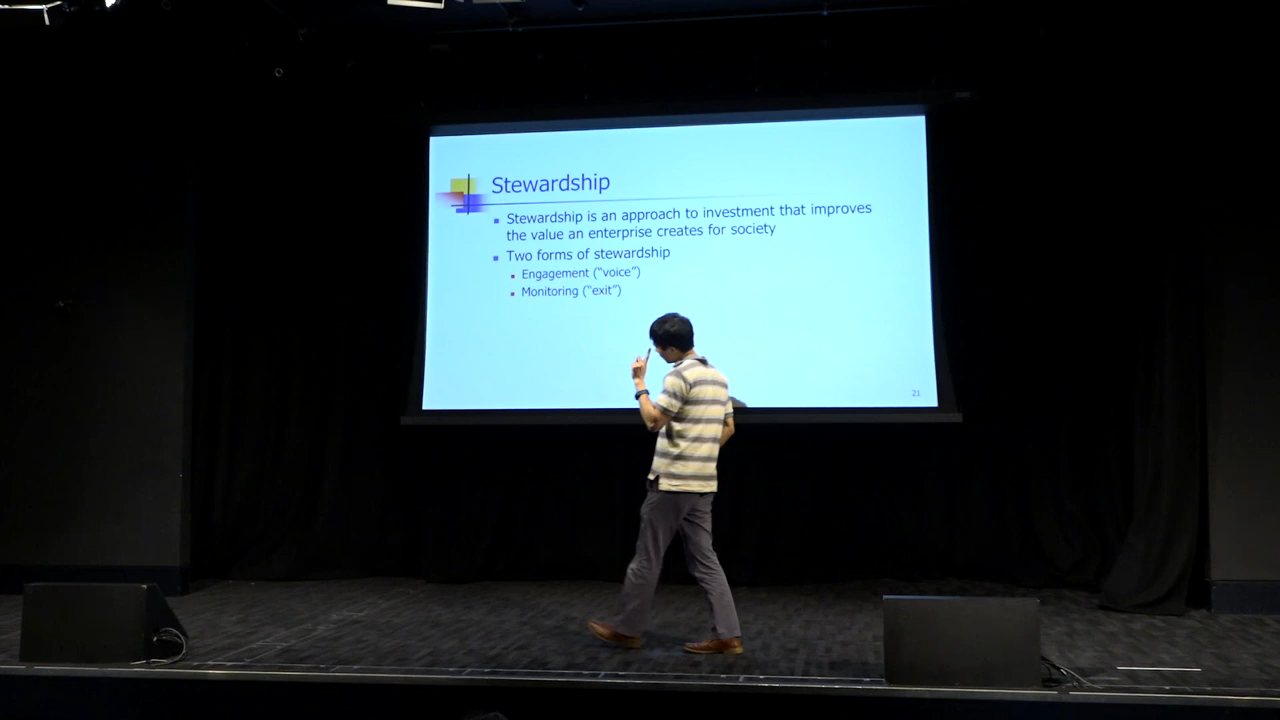 Stewardship
Stewardship is an approach to investment that improves
the value an enterprise creates for society
Two forms of stewardship
Engagement (“voice”)
Monitoring (“exit”)
21